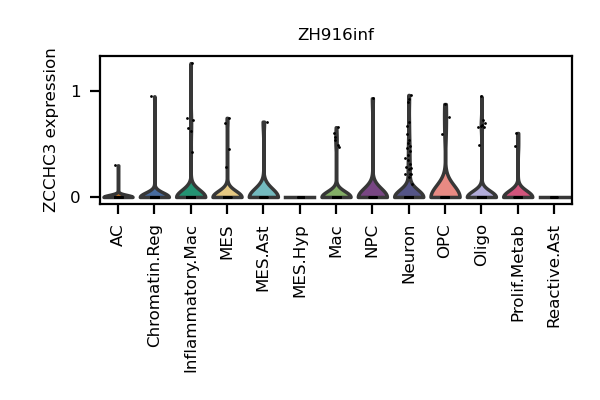 ZH916inf
ZCCHC3 expression
1
0
AC
Chromatin.Reg
Inflammatory.Mac
MES
MES.Ast
MES.Hyp
Mac
NPC
Neuron
OPC
Oligo
Prolif.Metab
Reactive.Ast